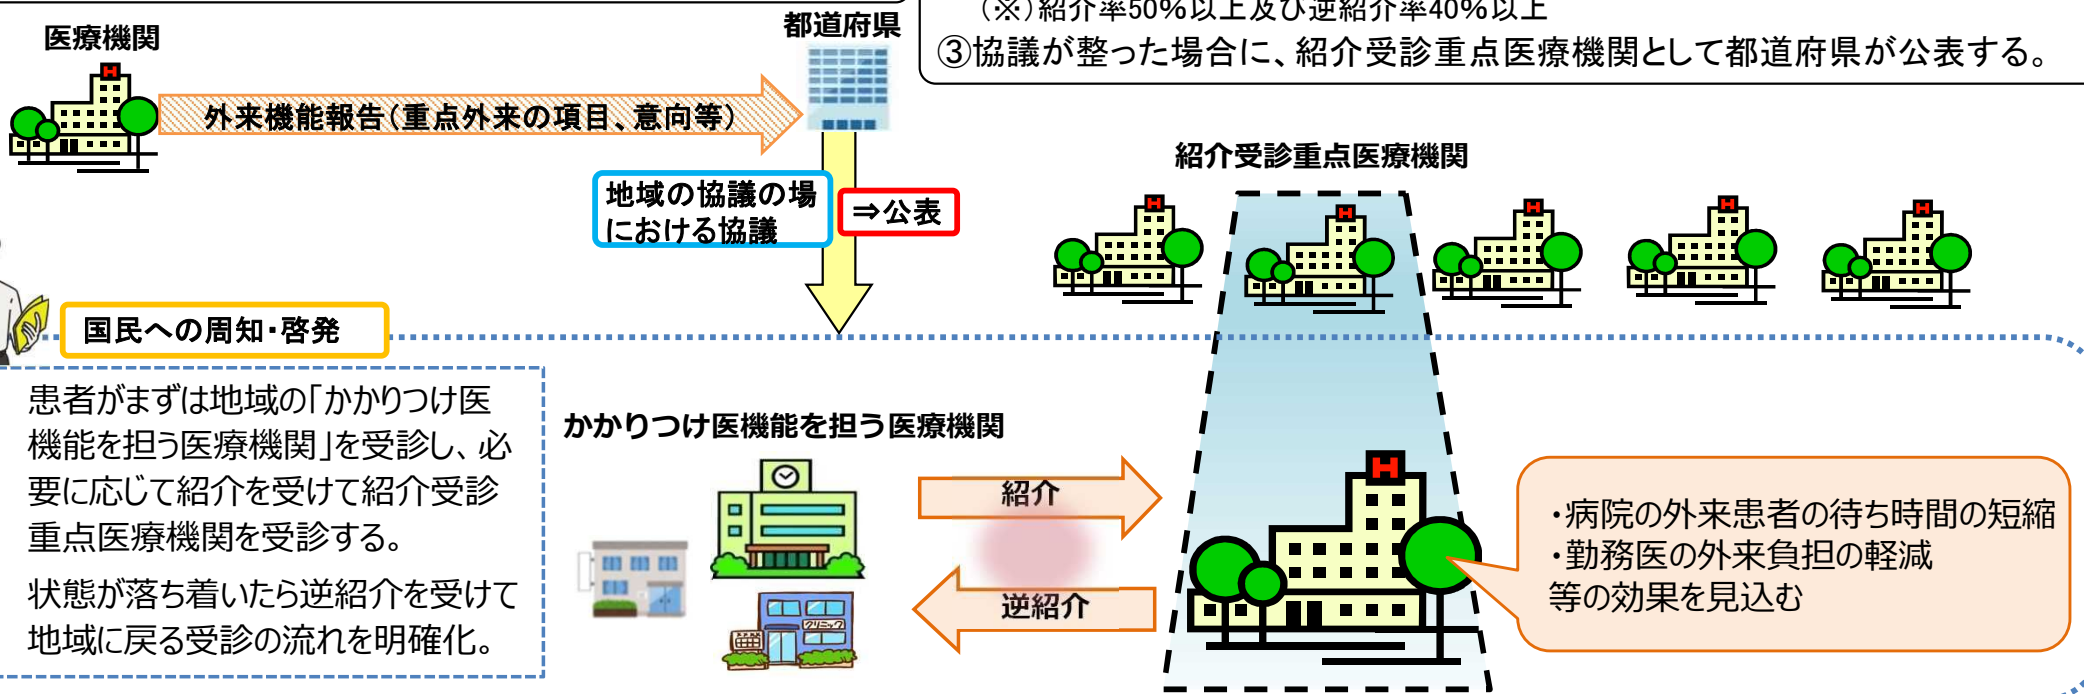 (※)紹介率50%以上及び逆紹介率40%以上
③協議が整った場合に、紹介受診重点医療機関として都道府県が公表する。
医療機関
都道府県
外来機能報告(重点外来の項目、意向等)
地域の協議の場
における協議
⇒公表
紹介受診重点医療機関
国民への周知・啓発
患者がまずは地域の「かかりつけ医
機能を担う医療機関」を受診し、必
要に応じて紹介を受けて紹介受診
重点医療機関を受診する。
状態が落ち着いたら逆紹介を受けて
地域に戻る受診の流れを明確化。
かかりつけ医機能を担う医療機関
クリニック
紹介
逆紹介
H
H
H
H
H
H
H
・病院の外来患者の待ち時間の短縮
・勤務医の外来負担の軽減
等の効果を見込む